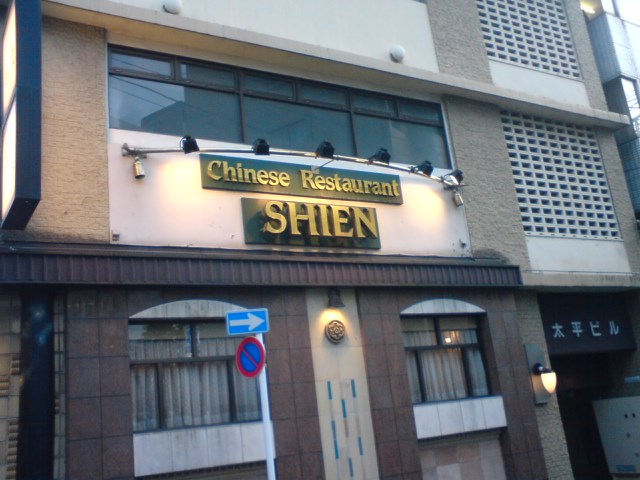 Chinese Restaurant
SHIEN
太平ビル